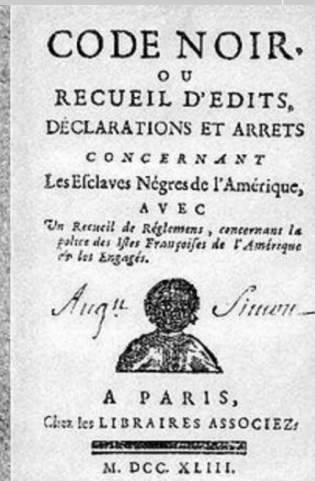 CODE NOIR.
OU
RECUEIL D'EDITS,
DÉCLARATIONS ET ARRETS
CONCERNANT
Les Esclaves Négres de l'Amérique,
AVEC
Un Recueil de Réglemens, concernant la
police des Isles Françoises de l'Amérique
& les Engagés.
Augn Simon
A PARIS,
Chez les LIBRAIRES ASSOCIEZ.
M. DCC. XLIII.